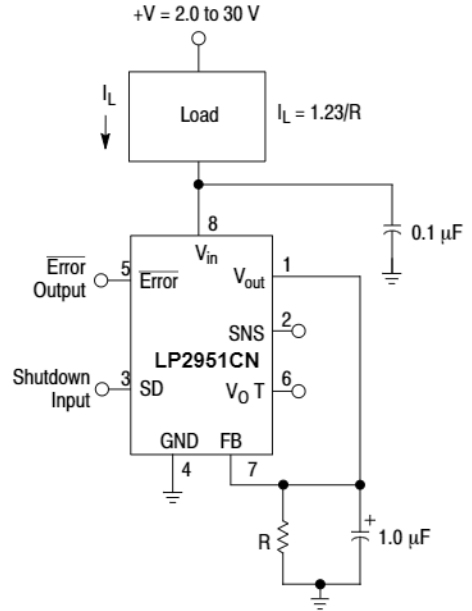 +V = 2.0 to 30 V
I_L
Load
I_L = 1.23/R
8
0.1 μF
V_in
Error
Output
5
Error
V_out
1
SNS
2
LP2951CN
Shutdown
Input
3
SD
V_O T
6
GND
FB
4
7
R
+
1.0 μF